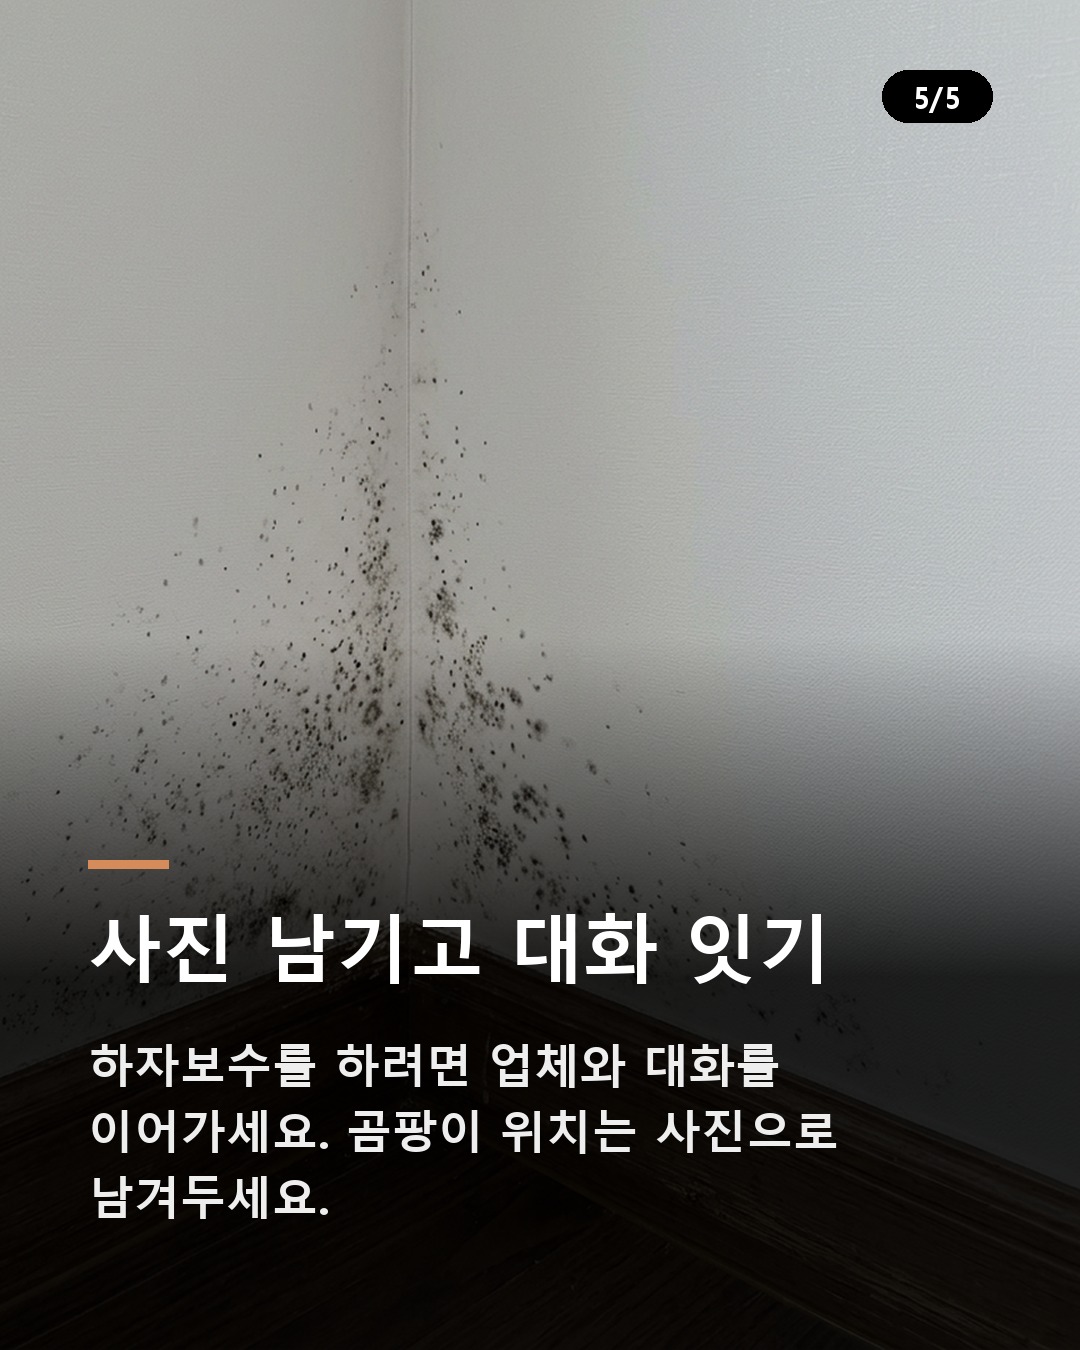 5/5
사진 남기고 대화 잇기
하자보수를 하려면 업체와 대화를
이어가세요. 곰팡이 위치는 사진으로
남겨두세요.